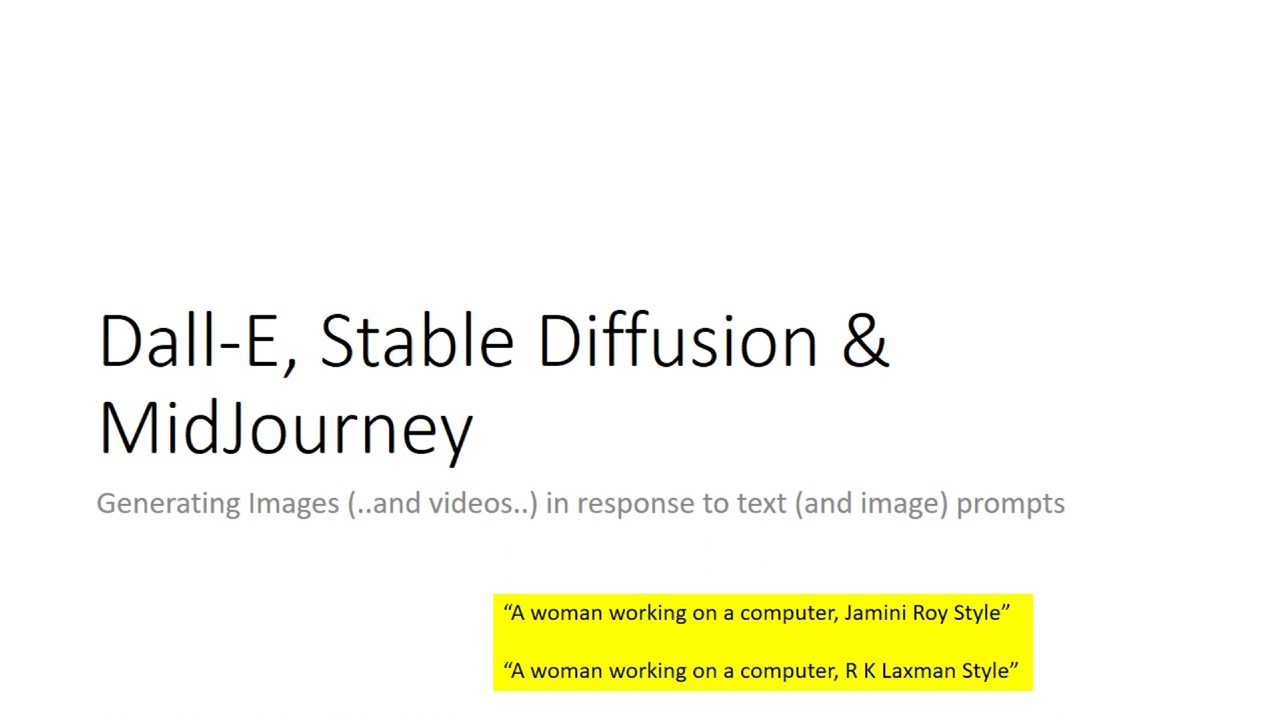 Dall-E, Stable Diffusion &
MidJourney
Generating Images (..and videos..) in response to text (and image) prompts
“A woman working on a computer, Jamini Roy Style”
“A woman working on a computer, R K Laxman Style”